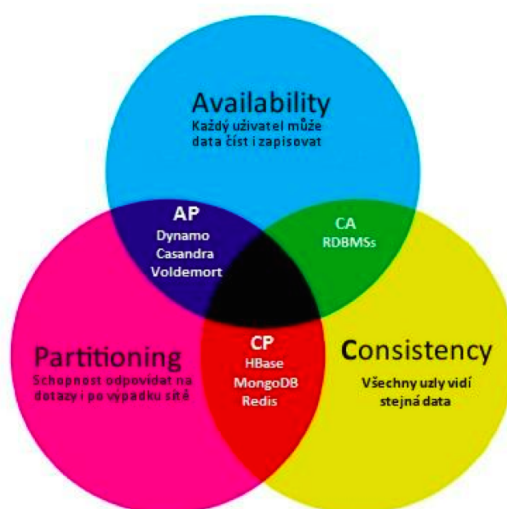 Availability
Každý uživatel může
data číst i zapisovat
AP
Dynamo
Casandra
Voldemort
CA
RDBMSs
Partitioning
Schopnost odpovídat na
dotazy i po výpadku sítě
CP
HBase
MongoDB
Redis
Consistency
Všechny uzly vidí
stejná data